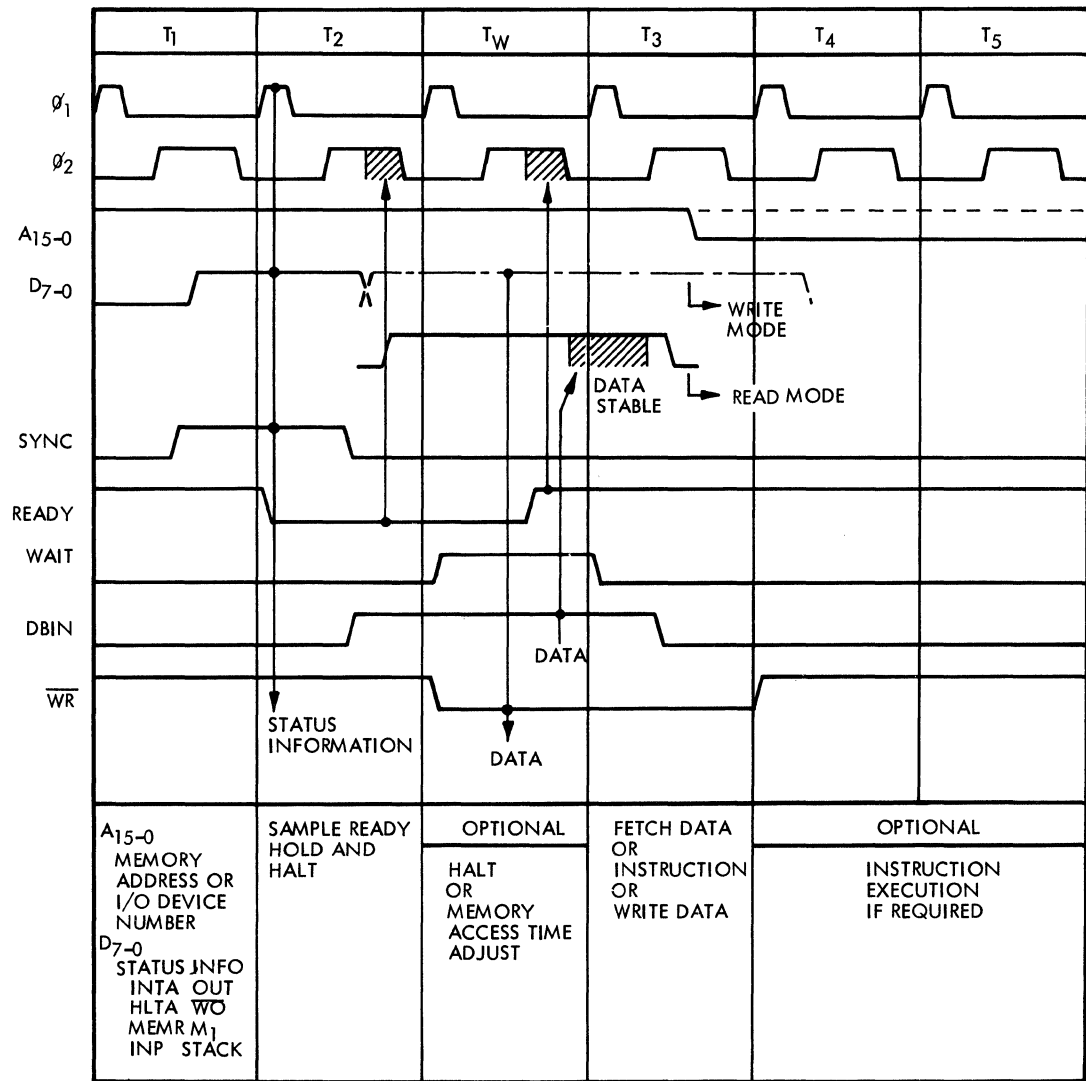 T1 T2 TW T3 T4 T5
Ø1
Ø2
A15-0
D7-0
WRITE
MODE
DATA
STABLE
READ MODE
SYNC
READY
WAIT
DBIN
DATA
W̅R̅
STATUS
INFORMATION
DATA
A15-0
MEMORY
ADDRESS OR
I/O DEVICE
NUMBER
D7-0
STATUS INFO
INTA OUT
HLTA W̅O̅
MEMR M1
INP STACK
SAMPLE READY
HOLD AND
HALT
OPTIONAL
HALT
OR
MEMORY
ACCESS TIME
ADJUST
FETCH DATA
OR
INSTRUCTION
OR
WRITE DATA
OPTIONAL
INSTRUCTION
EXECUTION
IF REQUIRED